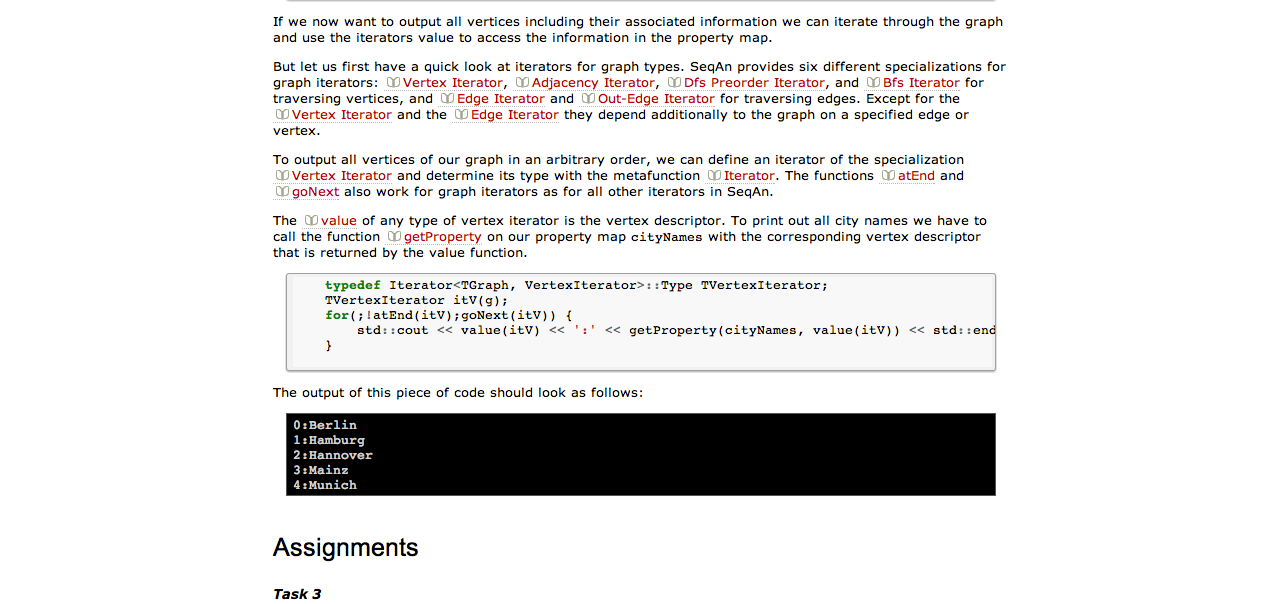 If we now want to output all vertices including their associated information we can iterate through the graph
and use the iterators value to access the information in the property map.
But let us first have a quick look at iterators for graph types. SeqAn provides six different specializations for
graph iterators: Vertex Iterator, Adjacency Iterator, Dfs Preorder Iterator, and Bfs Iterator for
traversing vertices, and Edge Iterator and Out-Edge Iterator for traversing edges. Except for the
Vertex Iterator and the Edge Iterator they depend additionally to the graph on a specified edge or
vertex.
To output all vertices of our graph in an arbitrary order, we can define an iterator of the specialization
Vertex Iterator and determine its type with the metafunction Iterator. The functions atEnd and
goNext also work for graph iterators as for all other iterators in SeqAn.
The value of any type of vertex iterator is the vertex descriptor. To print out all city names we have to
call the function getProperty on our property map cityNames with the corresponding vertex descriptor
that is returned by the value function.
typedef Iterator<TGraph, VertexIterator>::Type TVertexIterator;
TVertexIterator itV(g);
for(;!atEnd(itV);goNext(itV)) {
std::cout << value(itV) << ':' << getProperty(cityNames, value(itV)) << std::end
}
The output of this piece of code should look as follows:
0:Berlin
1:Hamburg
2:Hannover
3:Mainz
4:Munich
Assignments
Task 3